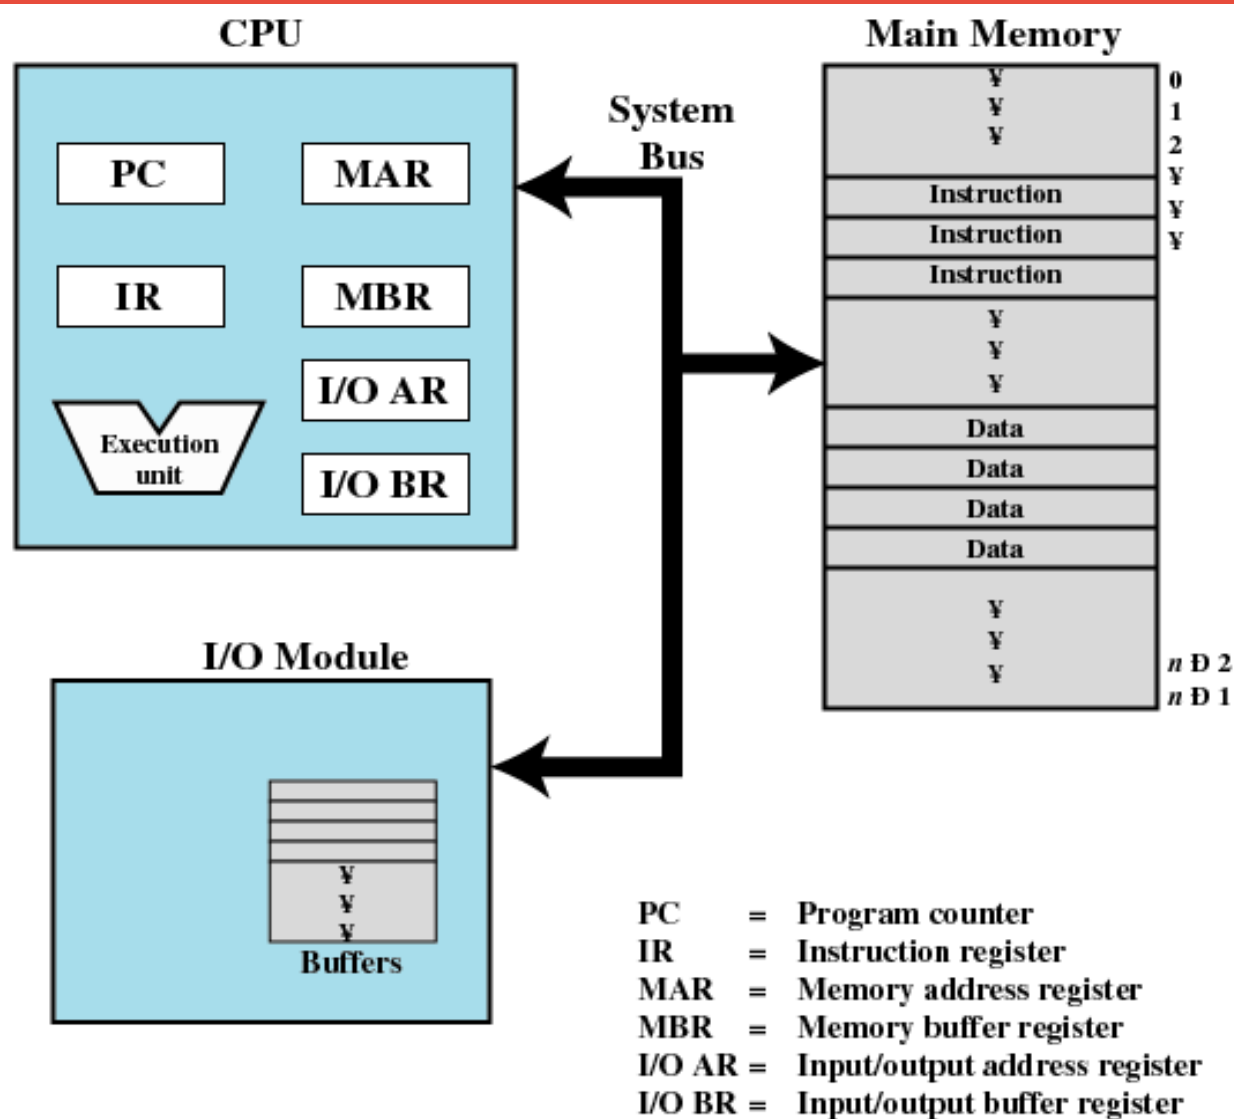 CPU
PC
MAR
IR
MBR
I/O AR
I/O BR
Execution
unit
System
Bus
Main Memory
¥
¥
¥
Instruction
Instruction
Instruction
¥
¥
¥
Data
Data
Data
Data
¥
¥
¥
0
1
2
¥
¥
¥
n Ð 2
n Ð 1
I/O Module
¥
¥
¥
Buffers
PC = Program counter
IR = Instruction register
MAR = Memory address register
MBR = Memory buffer register
I/O AR = Input/output address register
I/O BR = Input/output buffer register